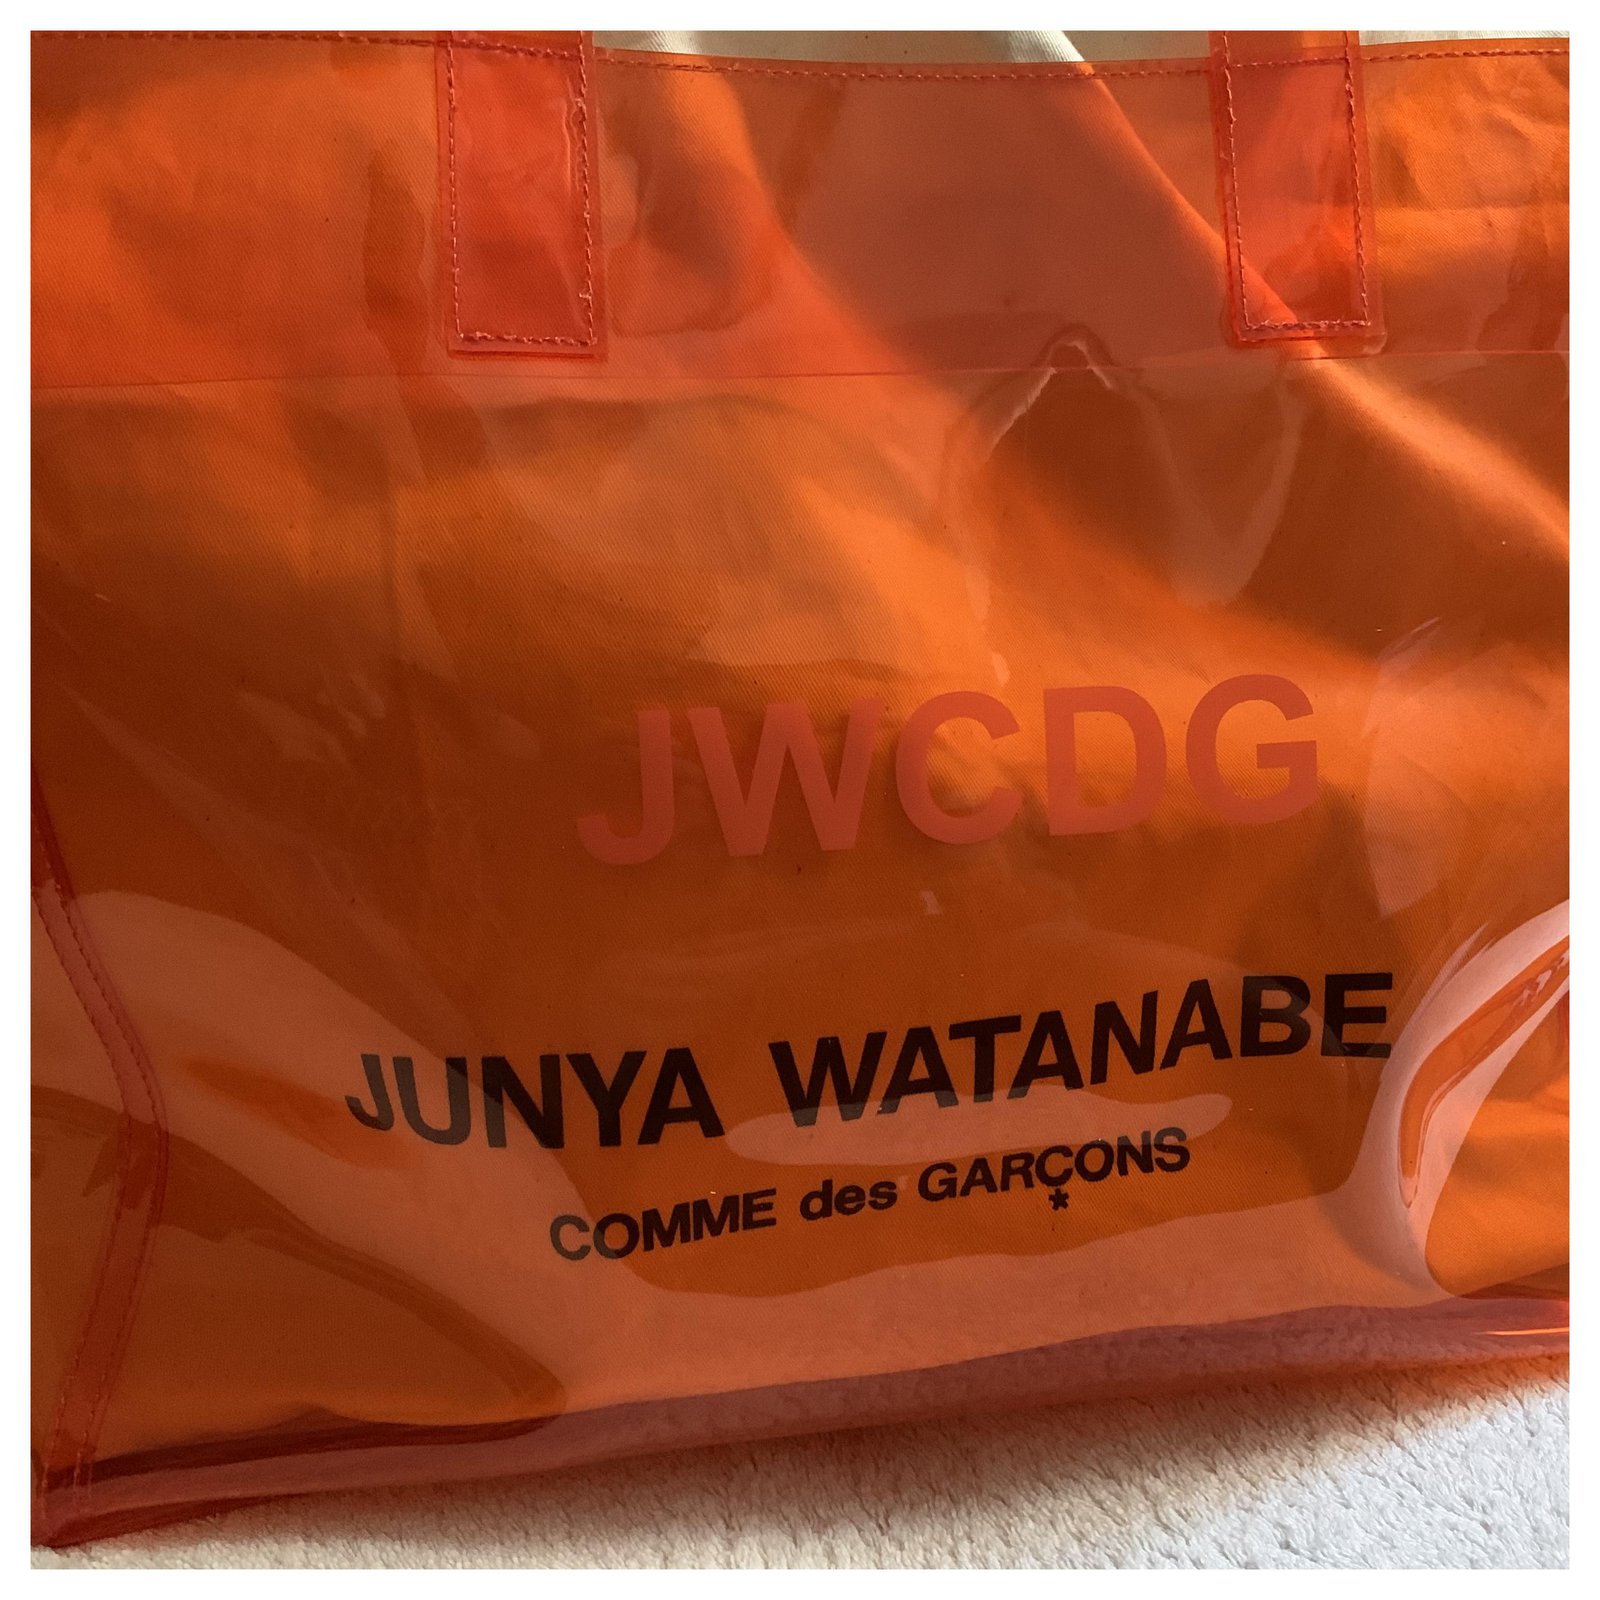 JWCDG
JUNYA WATANABE
COMME des GARÇONS
*